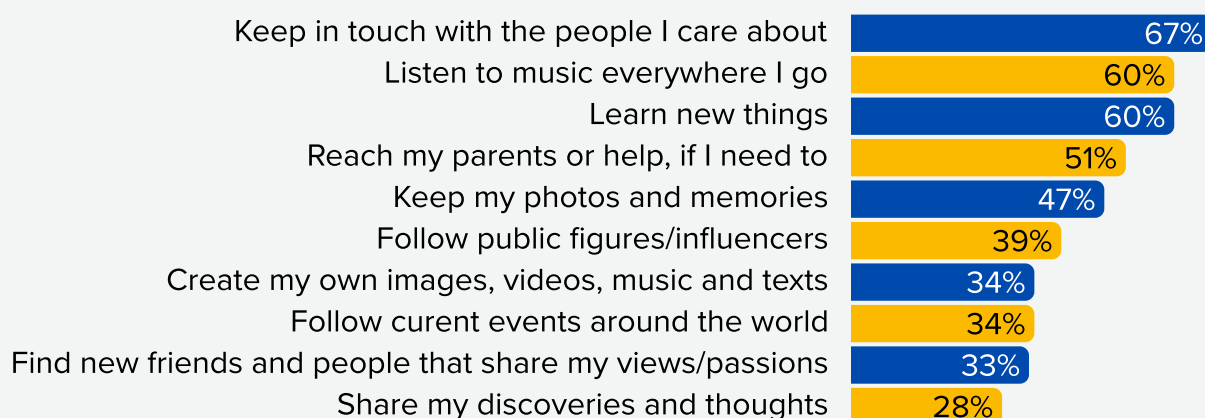 Keep in touch with the people I care about 67%
Listen to music everywhere I go 60%
Learn new things 60%
Reach my parents or help, if I need to 51%
Keep my photos and memories 47%
Follow public figures/influencers 39%
Create my own images, videos, music and texts 34%
Follow curent events around the world 34%
Find new friends and people that share my views/passions 33%
Share my discoveries and thoughts 28%